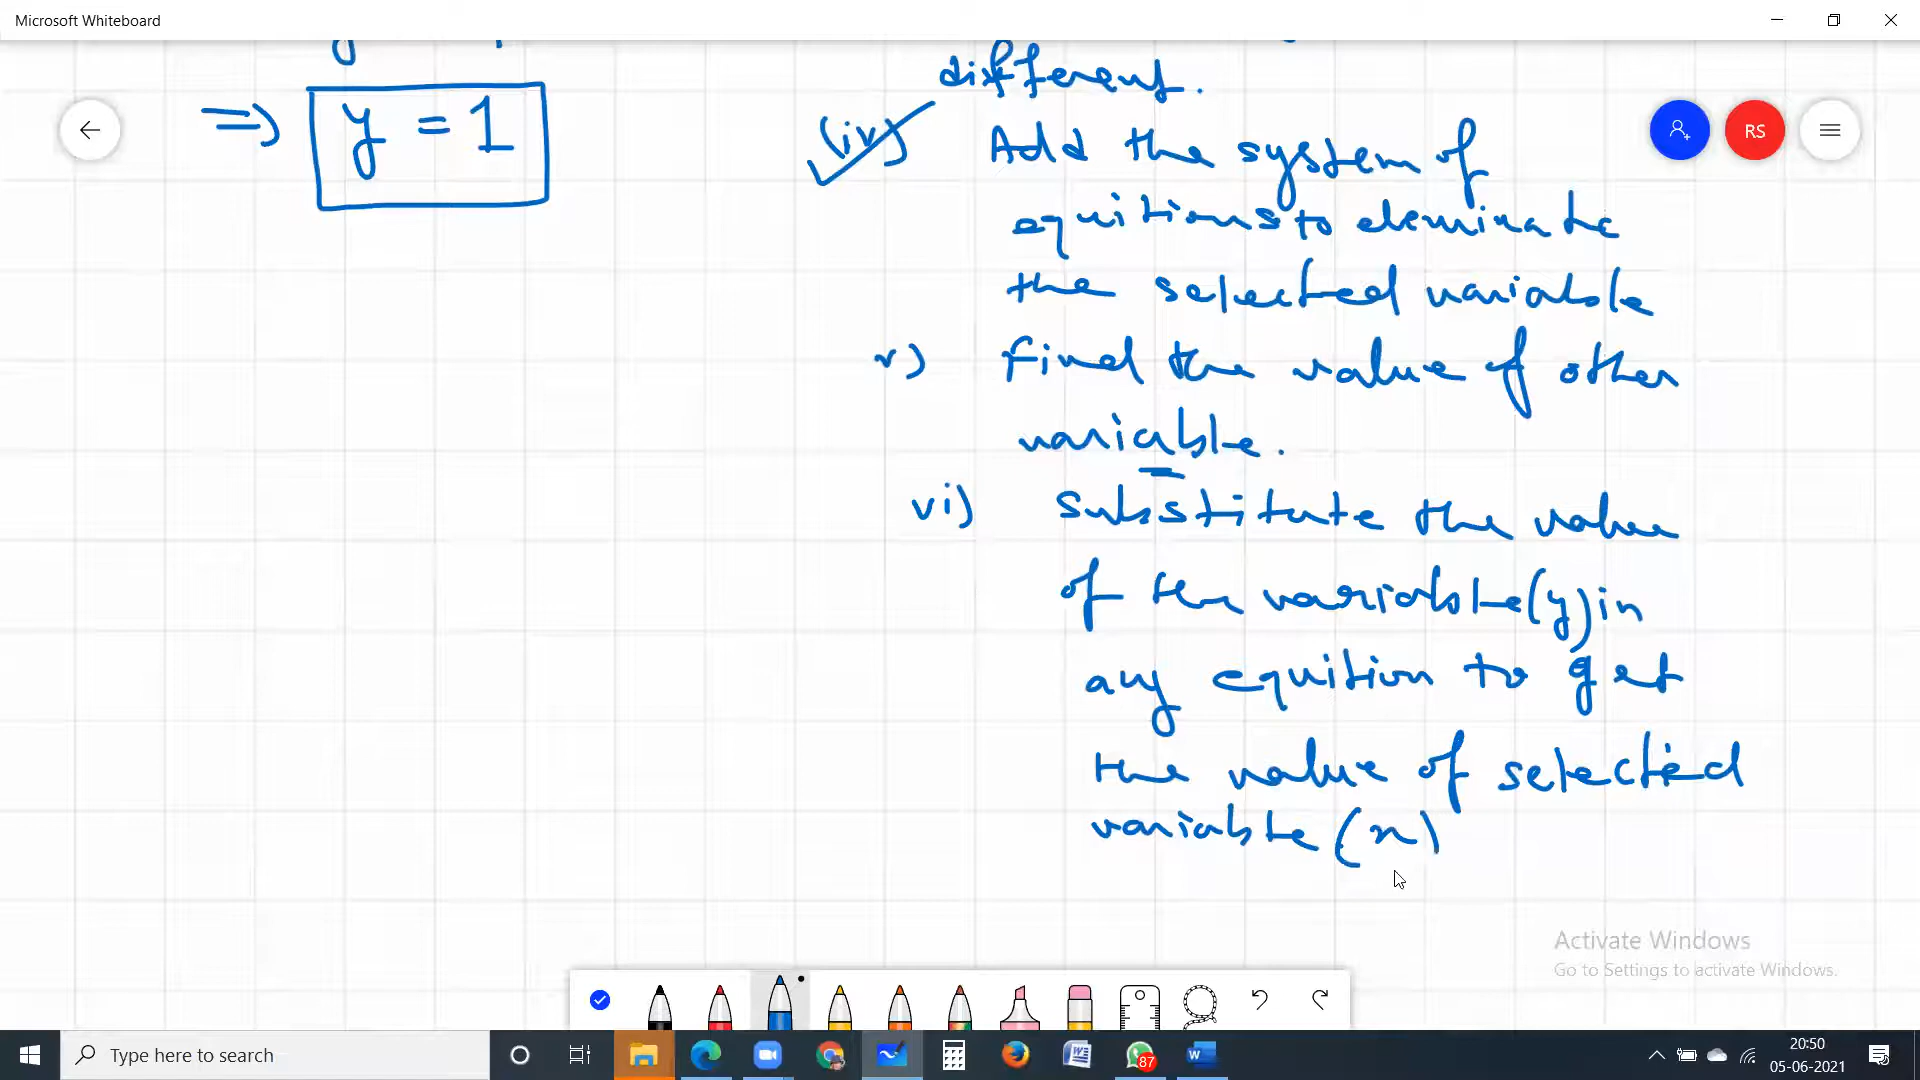 Microsoft Whiteboard
=> y = 1
different.
(iv) Add the system of
equitions to eleminate
the selected variable
v) Find the value of other
variable.
vi) Substitute the value
of the variable (y) in
any equition to get
the value of selected
variable (x)
RS
Activate Windows
Go to Settings to activate Windows.
Type here to search
87
20:50
05-06-2021